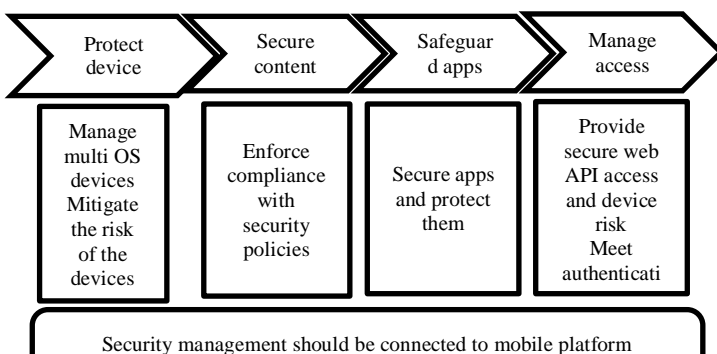 Protect
device
Secure
content
Safeguar
d apps
Manage
access
Manage
multi OS
devices
Mitigate
the risk
of the
devices
Enforce
compliance
with
security
policies
Secure apps
and protect
them
Provide
secure web
API access
and device
risk
Meet
authenticati
Security management should be connected to mobile platform